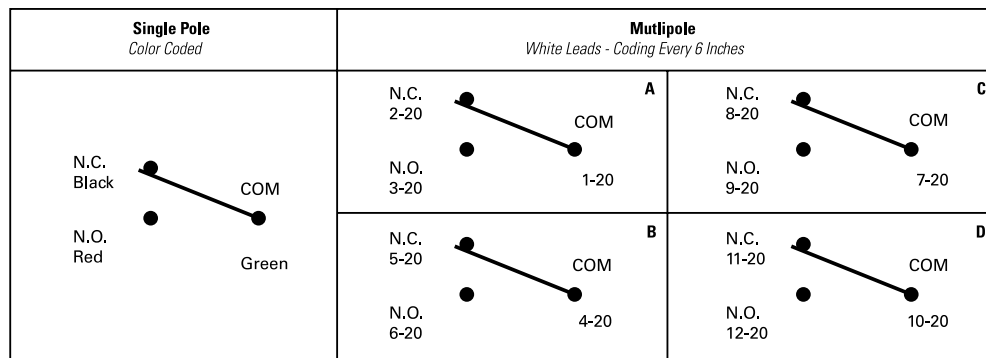 Single Pole
Color Coded
Mutlipole
White Leads - Coding Every 6 Inches
N.C.
Black
COM
N.O.
Red
Green
A
N.C.
2-20
COM
N.O.
3-20
1-20
C
N.C.
8-20
COM
N.O.
9-20
7-20
B
N.C.
5-20
COM
N.O.
6-20
4-20
D
N.C.
11-20
COM
N.O.
12-20
10-20